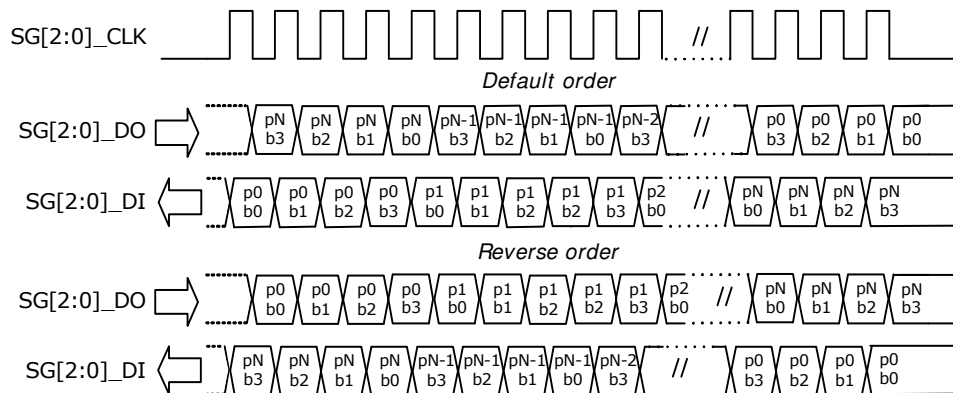 SG[2:0]_CLK //
Default order
SG[2:0]_DO pN pN pN pN pN-1 pN-1 pN-1 pN-1 pN-2 // p0 p0 p0 p0
b3 b2 b1 b0 b3 b2 b1 b0 b3 b3 b2 b1 b0
SG[2:0]_DI p0 p0 p0 p0 p1 p1 p1 p1 p1 p2 // pN pN pN pN
b0 b1 b2 b3 b0 b1 b2 b2 b3 b0 b0 b1 b2 b3
Reverse order
SG[2:0]_DO p0 p0 p0 p0 p1 p1 p1 p1 p1 p2 // pN pN pN pN
b0 b1 b2 b3 b0 b1 b2 b2 b3 b0 b0 b1 b2 b3
SG[2:0]_DI pN pN pN pN pN-1 pN-1 pN-1 pN-1 pN-2 // p0 p0 p0 p0
b3 b2 b1 b0 b3 b2 b1 b0 b3 b3 b2 b1 b0